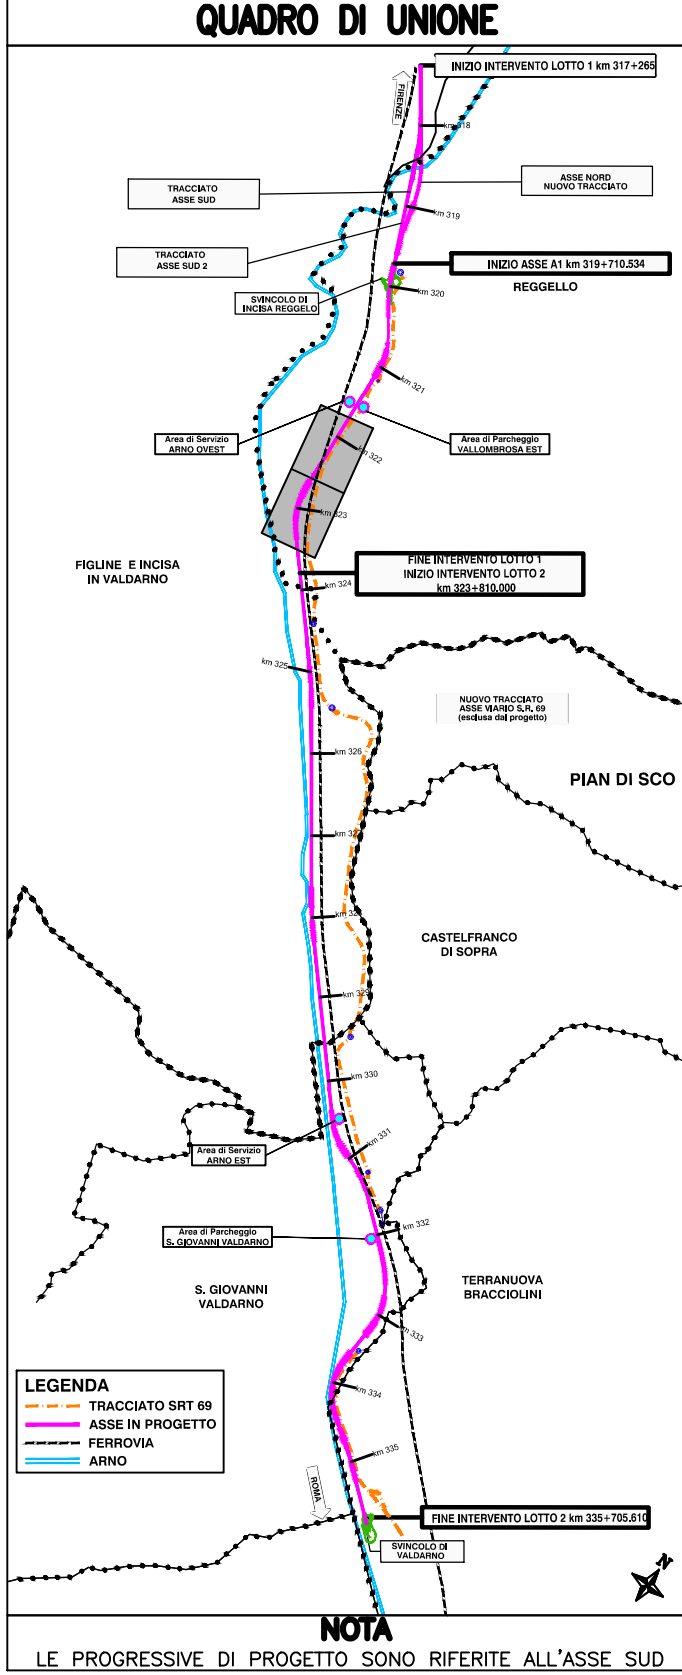 QUADRO DI UNIONE
INIZIO INTERVENTO LOTTO 1 km 317+265
FIRENZE
km 318
TRACCIATO
ASSE SUD
ASSE NORD
NUOVO TRACCIATO
km 319
TRACCIATO
ASSE SUD 2
INIZIO ASSE A1 km 319+710.534
REGGELLO
SVINCOLO DI
INCISA REGGELO
km 320
km 321
Area di Servizio
ARNO OVEST
Area di Parcheggio
VALLOMBROSA EST
km 322
km 323
FIGLINE E INCISA
IN VALDARNO
FINE INTERVENTO LOTTO 1
INIZIO INTERVENTO LOTTO 2
km 323+810.000
km 324
km 325
NUOVO TRACCIATO
ASSE VIARIO S.R. 69
(esclusa dal progetto)
km 326
PIAN DI SCO
km 327
km 328
CASTELFRANCO
DI SOPRA
km 329
km 330
km 331
Area di Servizio
ARNO EST
km 332
Area di Parcheggio
S. GIOVANNI VALDARNO
S. GIOVANNI
VALDARNO
TERRANUOVA
BRACCIOLINI
km 333
km 334
LEGENDA
TRACCIATO SRT 69
ASSE IN PROGETTO
FERROVIA
ARNO
km 335
ROMA
FINE INTERVENTO LOTTO 2 km 335+705.610
SVINCOLO DI
VALDARNO
N
NOTA
LE PROGRESSIVE DI PROGETTO SONO RIFERITE ALL'ASSE SUD